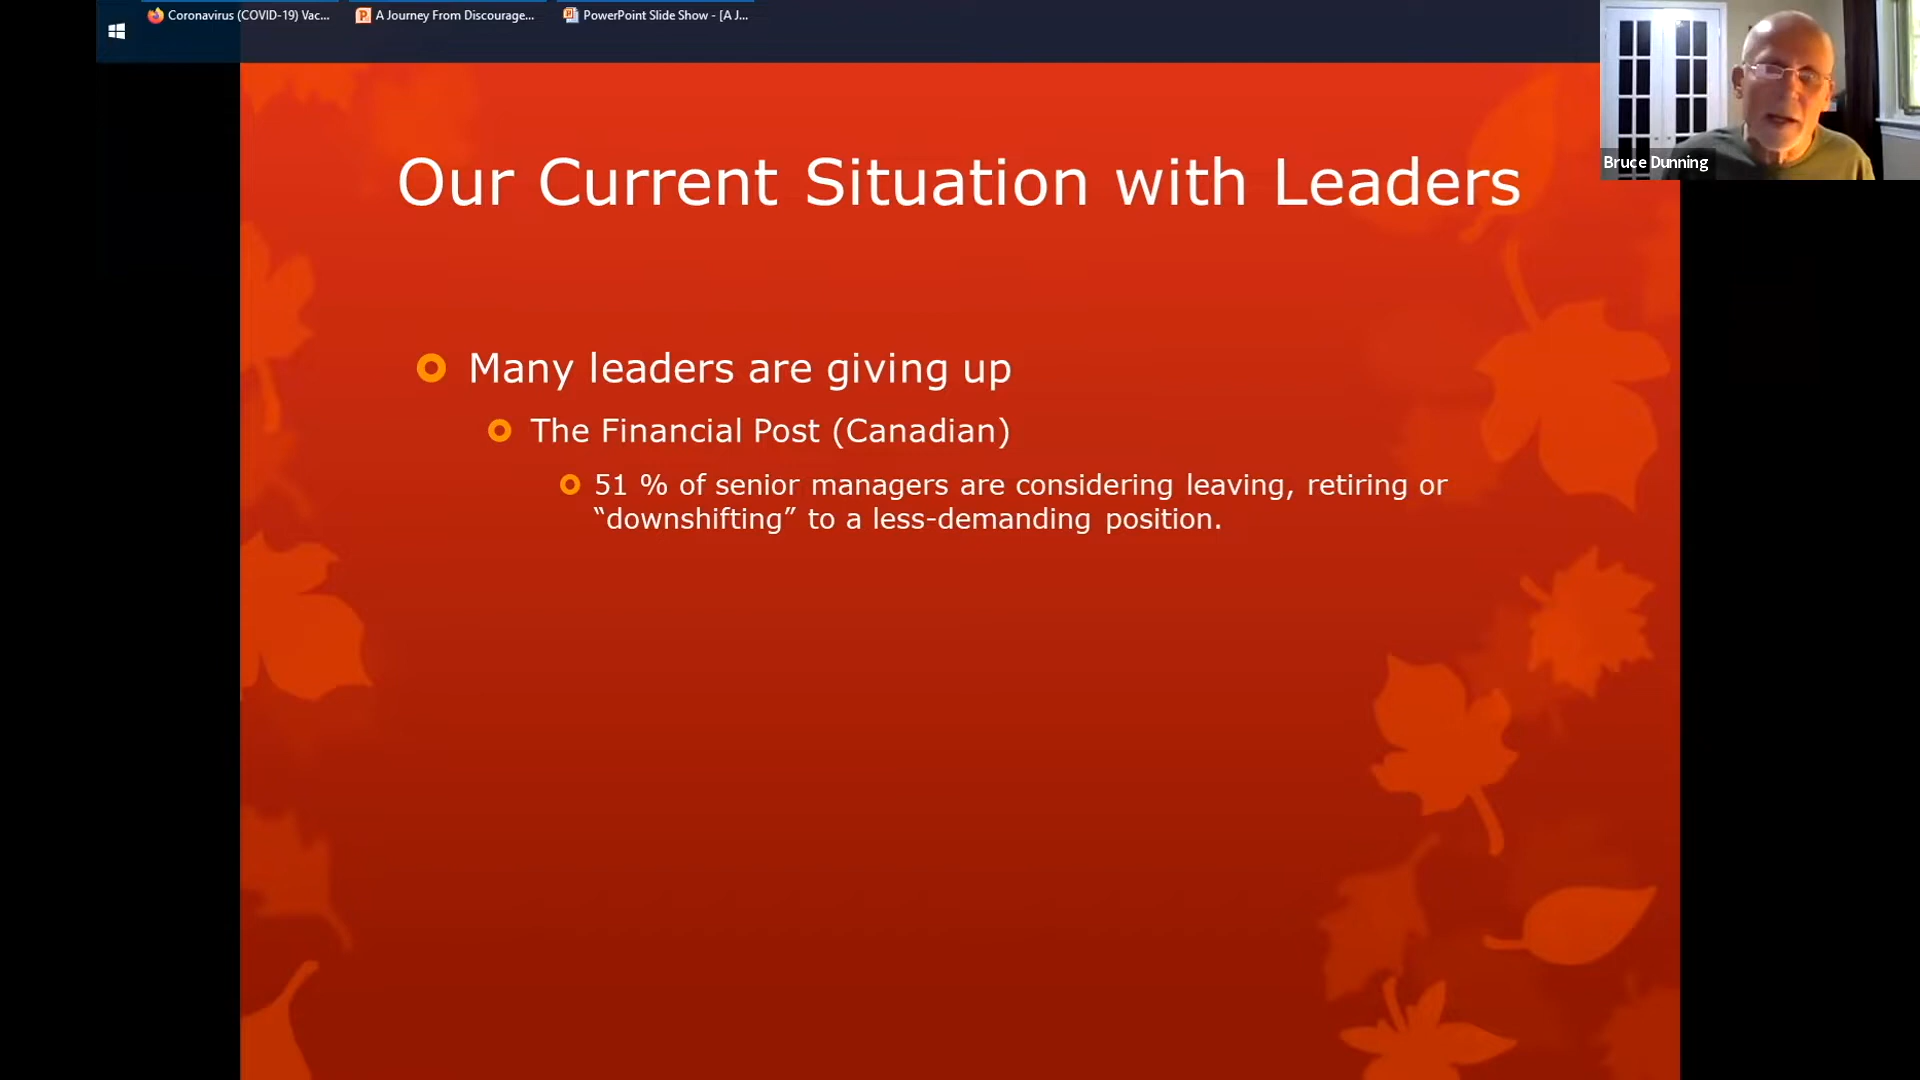 Coronavirus (COVID-19) Vac...
A Journey From Discourage...
PowerPoint Slide Show - [A J...
Bruce Dunning
Our Current Situation with Leaders
Many leaders are giving up
The Financial Post (Canadian)
51 % of senior managers are considering leaving, retiring or
“downshifting” to a less-demanding position.